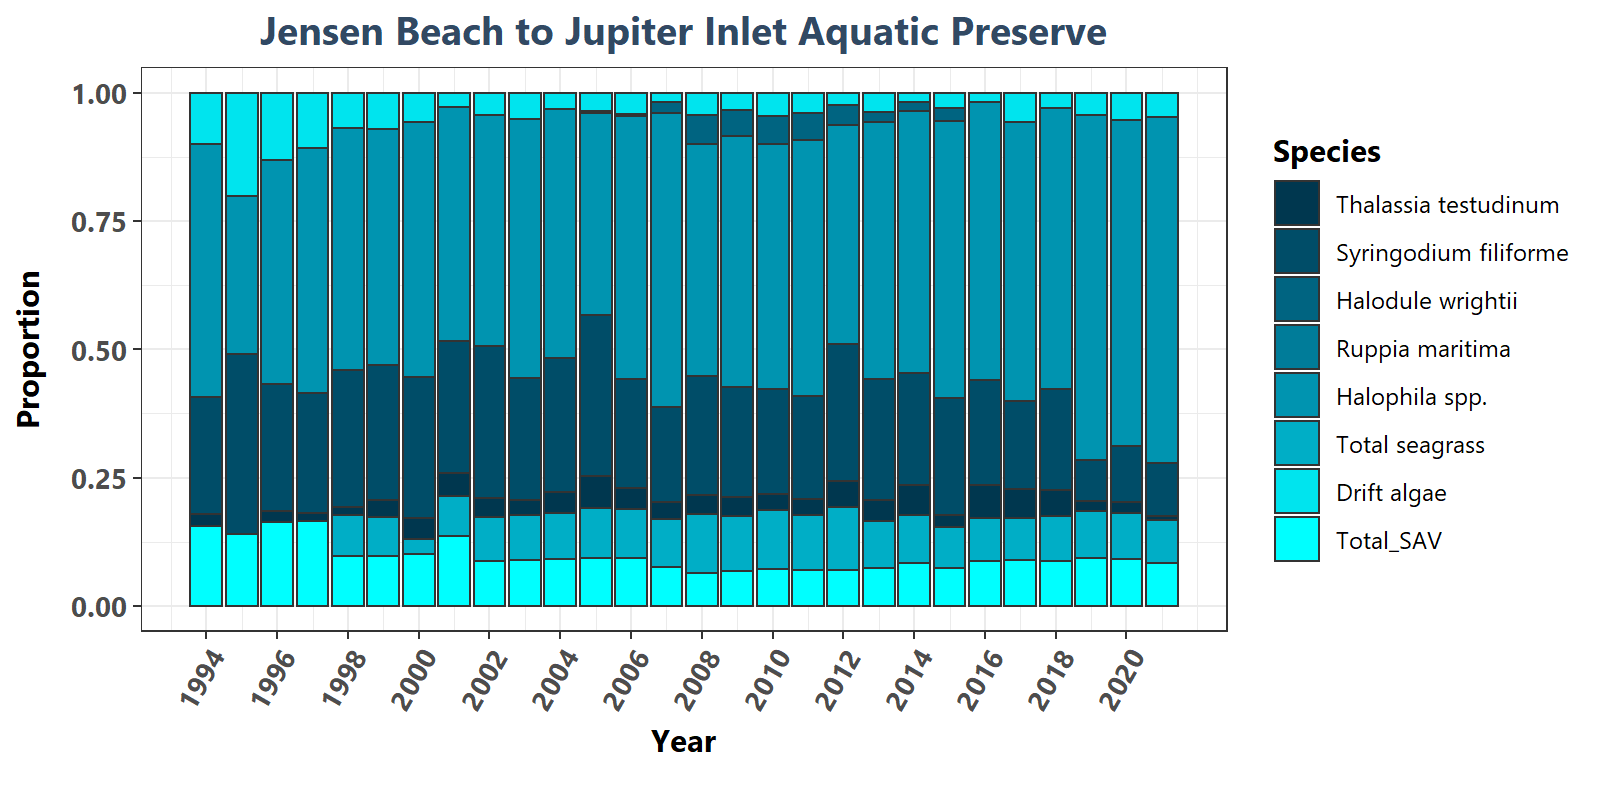 Jensen Beach to Jupiter Inlet Aquatic Preserve
Proportion
1.00
0.75
0.50
0.25
0.00
1994
1996
1998
2000
2002
2004
2006
2008
2010
2012
2014
2016
2018
2020
Year
Species
Thalassia testudinum
Syringodium filiforme
Halodule wrightii
Ruppia maritima
Halophila spp.
Total seagrass
Drift algae
Total_SAV